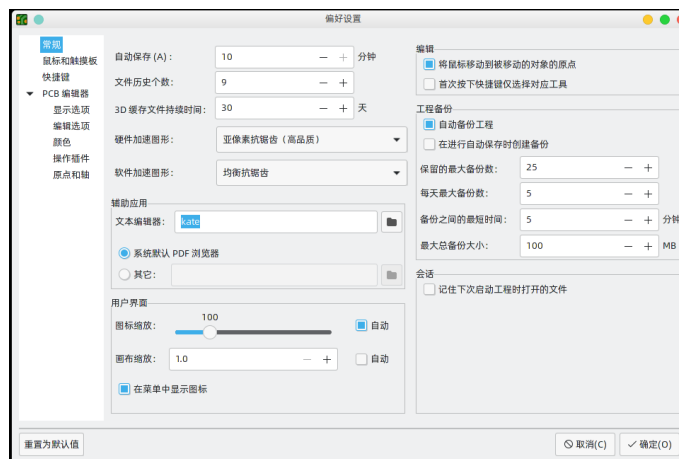 偏好设置
常规
鼠标和触摸板
快捷键
PCB 编辑器
显示选项
编辑选项
颜色
操作插件
原点和轴
自动保存 (A) : 10 分钟
文件历史个数: 9
3D 缓存文件持续时间: 30 天
硬件加速图形: 亚像素抗锯齿（高品质）
软件加速图形: 均衡抗锯齿
辅助应用
文本编辑器: kate
系统默认 PDF 浏览器
其它:
用户界面
100
图标缩放: 自动
画布缩放: 1.0 自动
在菜单中显示图标
编辑
将鼠标移动到被移动的对象的原点
首次按下快捷键仅选择对应工具
工程备份
自动备份工程
在进行自动保存时创建备份
保留的最大备份数: 25
每天最大备份数: 5
备份之间的最短时间: 5 分钟
最大总备份大小: 100 MB
会话
记住下次启动工程时打开的文件
重置为默认值
取消(C)
确定(O)